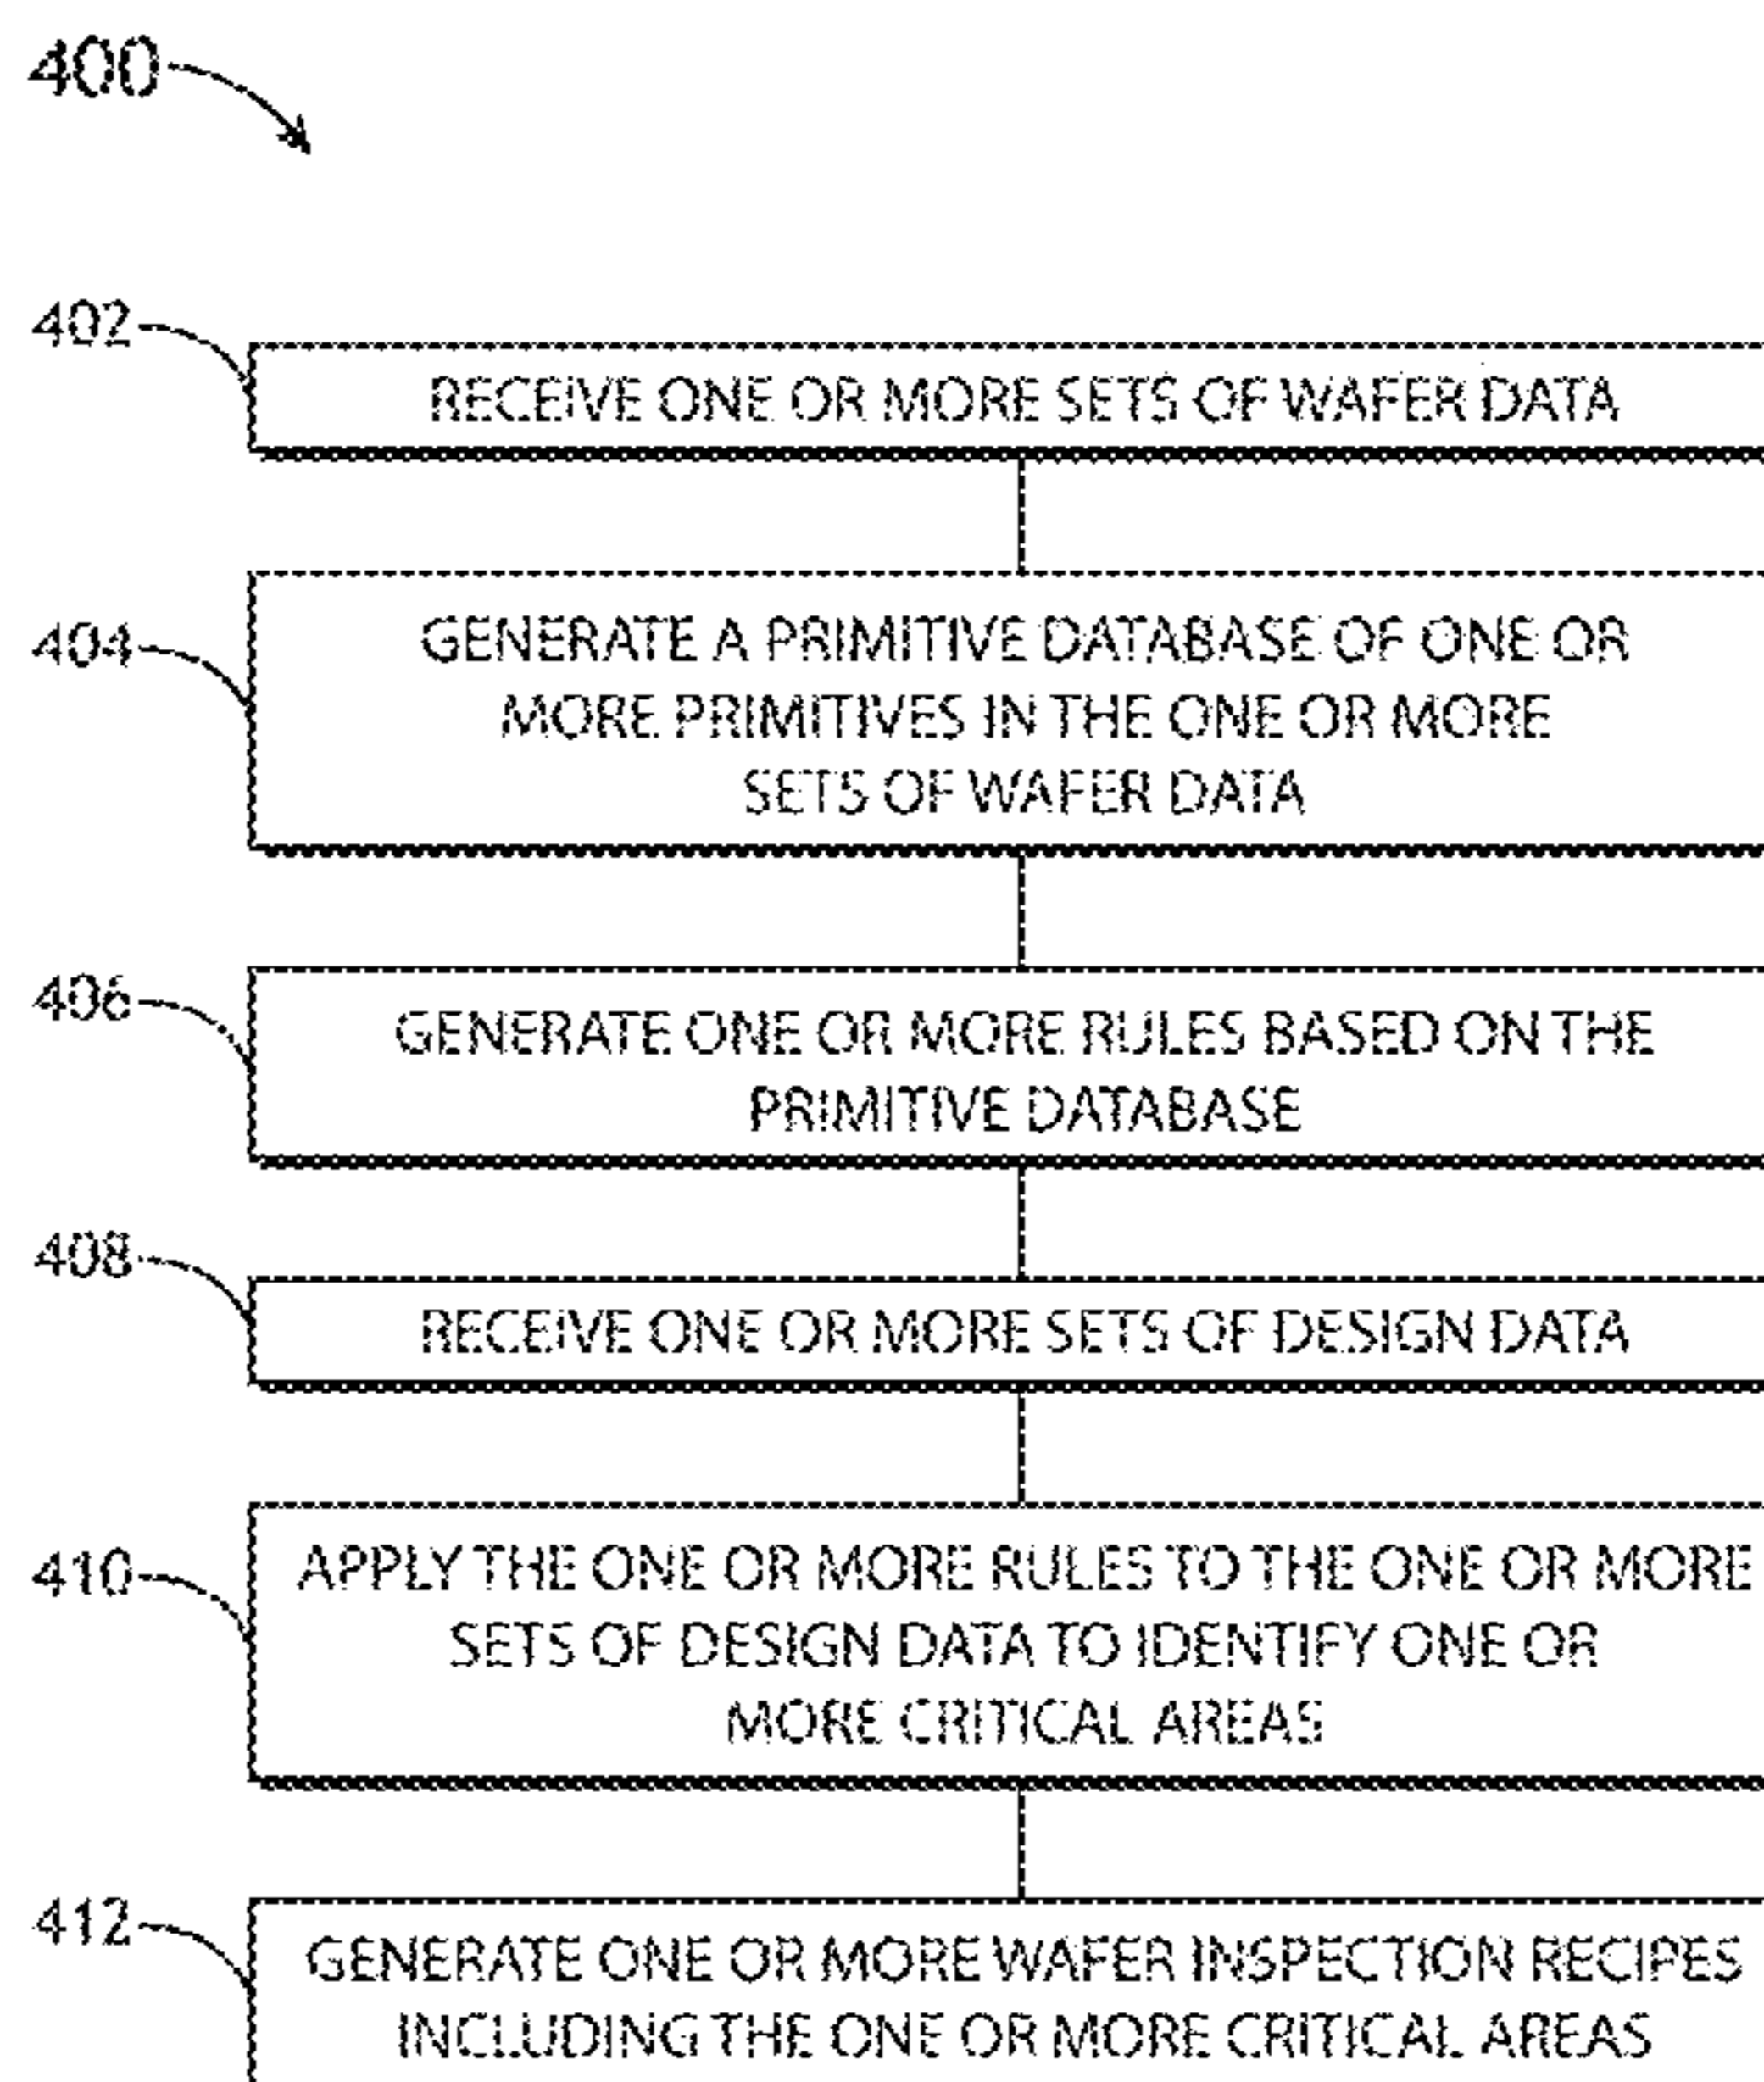 400
402
RECEIVE ONE OR MORE SETS OF WAFER DATA
404
GENERATE A PRIMITIVE DATABASE OF ONE OR
MORE PRIMITIVES IN THE ONE OR MORE
SETS OF WAFER DATA
406
GENERATE ONE OR MORE RULES BASED ON THE
PRIMITIVE DATABASE
408
RECEIVE ONE OR MORE SETS OF DESIGN DATA
410
APPLY THE ONE OR MORE RULES TO THE ONE OR MORE
SETS OF DESIGN DATA TO IDENTIFY ONE OR
MORE CRITICAL AREAS
412
GENERATE ONE OR MORE WAFER INSPECTION RECIPES
INCLUDING THE ONE OR MORE CRITICAL AREAS